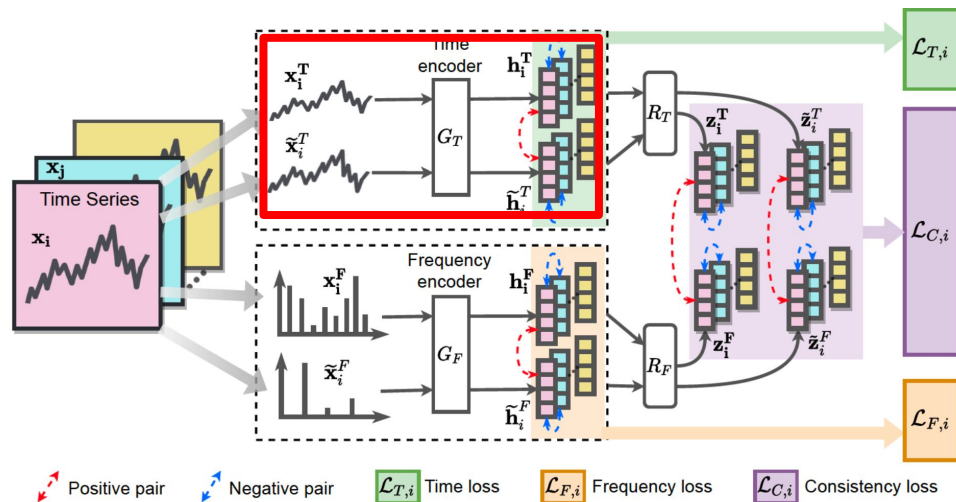 Time
encoder
x_i^T
x̃_i^T
G_T
h_i^T
h̃_i^T
R_T
z_i^T
z̃_i^T
L_{T,i}
x_j
Time Series
x_i
L_{C,i}
Frequency
encoder
x_i^F
x̃_i^F
G_F
h_i^F
h̃_i^F
R_F
z_i^F
z̃_i^F
L_{F,i}
Positive pair
Negative pair
L_{T,i} Time loss
L_{F,i} Frequency loss
L_{C,i} Consistency loss